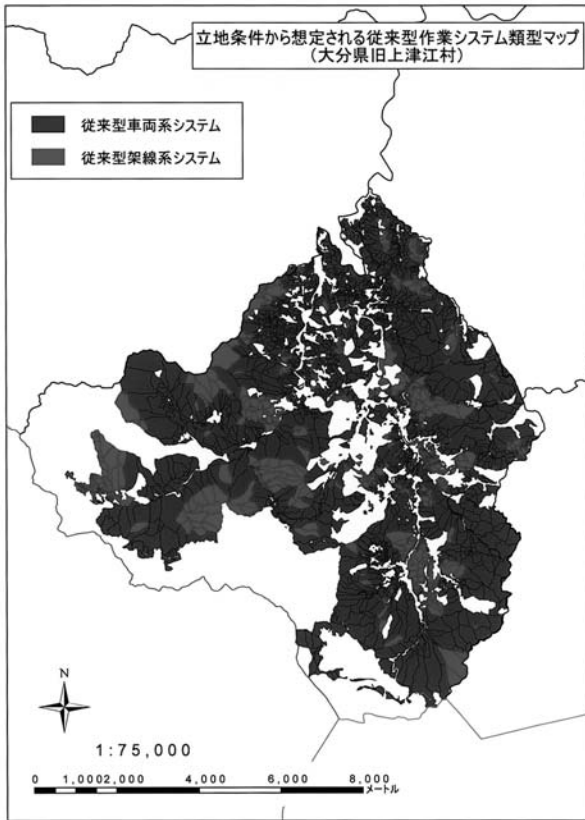 立地条件から想定される従来型作業システム類型マップ
（大分県旧上津江村）
従来型車両系システム
従来型架線系システム
N
1:75,000
0 1,000 2,000 4,000 6,000 8,000
メートル